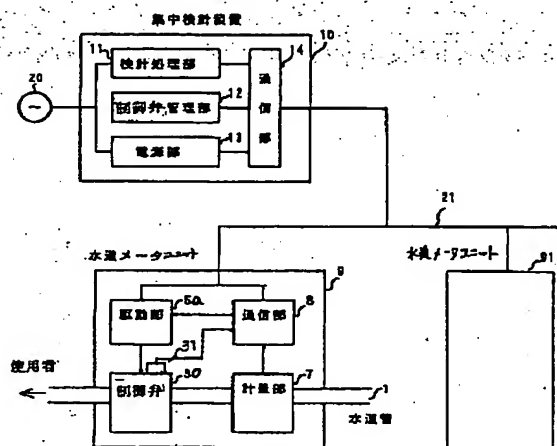 集中検針装置
10
11
検針処理部
14
通信部
20
12
制御弁管理部
13
電源部
21
水道メータユニット
水道メータユニット
9
91
駆動部
50
通信部
8
31
使用者
制御弁
30
計量部
7
1
水道管